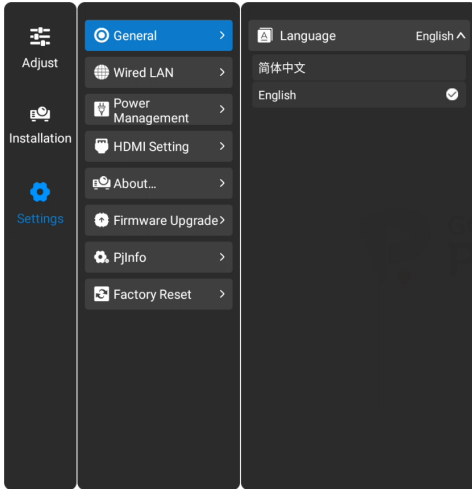 Adjust
Installation
Settings
General
Wired LAN
Power
Management
HDMI Setting
About...
Firmware Upgrade
PjInfo
Factory Reset
Language English
简体中文
English